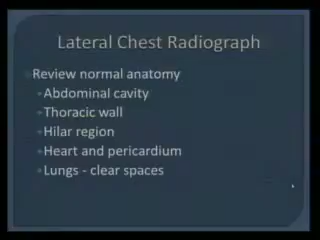 Lateral Chest Radiograph
Review normal anatomy
Abdominal cavity
Thoracic wall
Hilar region
Heart and pericardium
Lungs - clear spaces